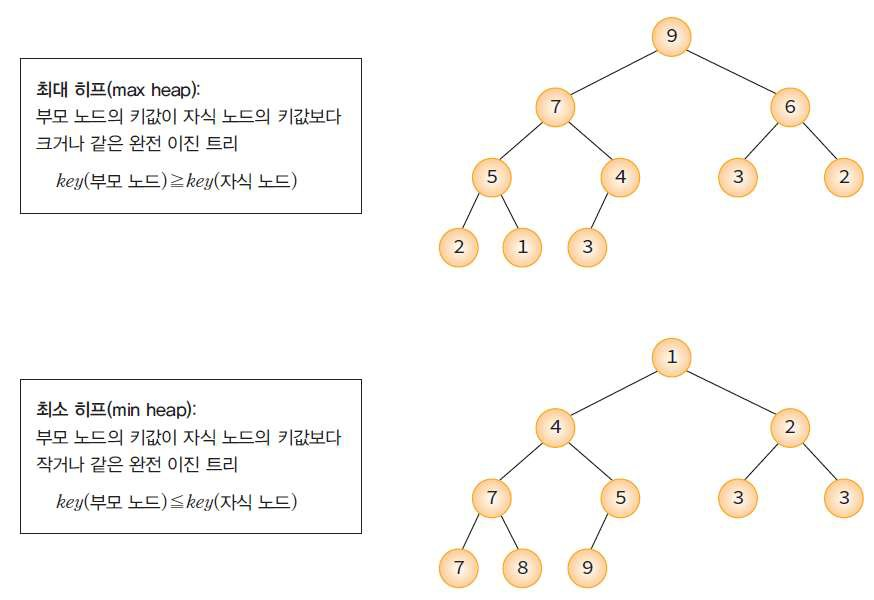 최대 히프(max heap):
부모 노드의 키값이 자식 노드의 키값보다
크거나 같은 완전 이진 트리
key(부모 노드)≧key(자식 노드)
9
7 6
5 4 3 2
2 1 3
최소 히프(min heap):
부모 노드의 키값이 자식 노드의 키값보다
작거나 같은 완전 이진 트리
key(부모 노드)≦key(자식 노드)
1
4 2
7 5 3 3
7 8 9